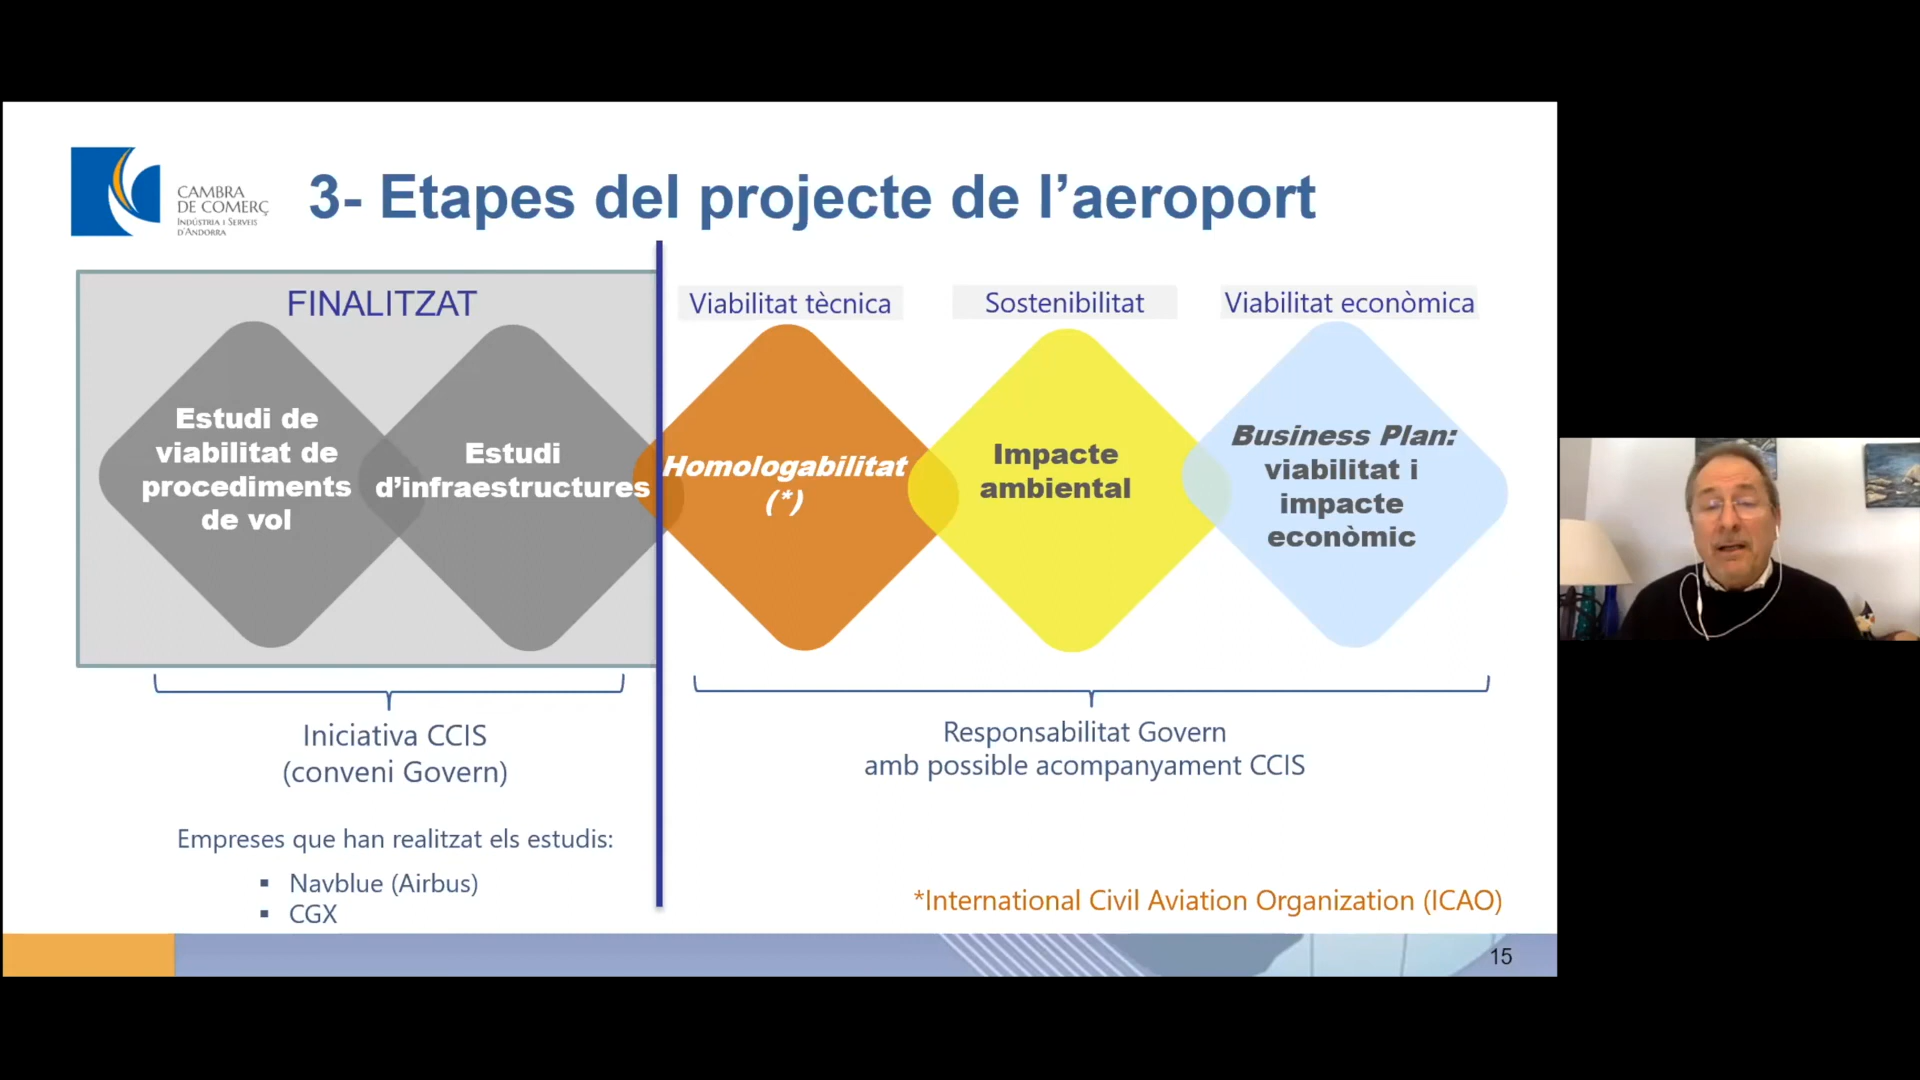 CAMBRA
DE COMERÇ
INDÚSTRIA I SERVEIS
D'ANDORRA
3- Etapes del projecte de l’aeroport
FINALITZAT
Viabilitat tècnica
Sostenibilitat
Viabilitat econòmica
Estudi de
viabilitat de
procediments
de vol
Estudi
d’infraestructures
Homologabilitat
(*)
Impacte
ambiental
Business Plan:
viabilitat i
impacte
econòmic
Iniciativa CCIS
(conveni Govern)
Responsabilitat Govern
amb possible acompanyament CCIS
Empreses que han realitzat els estudis:
▪ Navblue (Airbus)
▪ CGX
*International Civil Aviation Organization (ICAO)
15